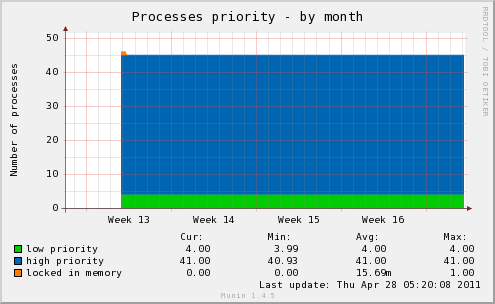 Processes priority - by month
RRDTOOL / TOBI OETIKER
Number of processes
50
40
30
20
10
0
Week 13 Week 14 Week 15 Week 16
Cur: Min: Avg: Max:
low priority 4.00 3.99 4.00 4.00
high priority 41.00 40.93 41.00 41.00
locked in memory 0.00 0.00 15.69m 1.00
Last update: Thu Apr 28 05:20:08 2011
Munin 1.4.5